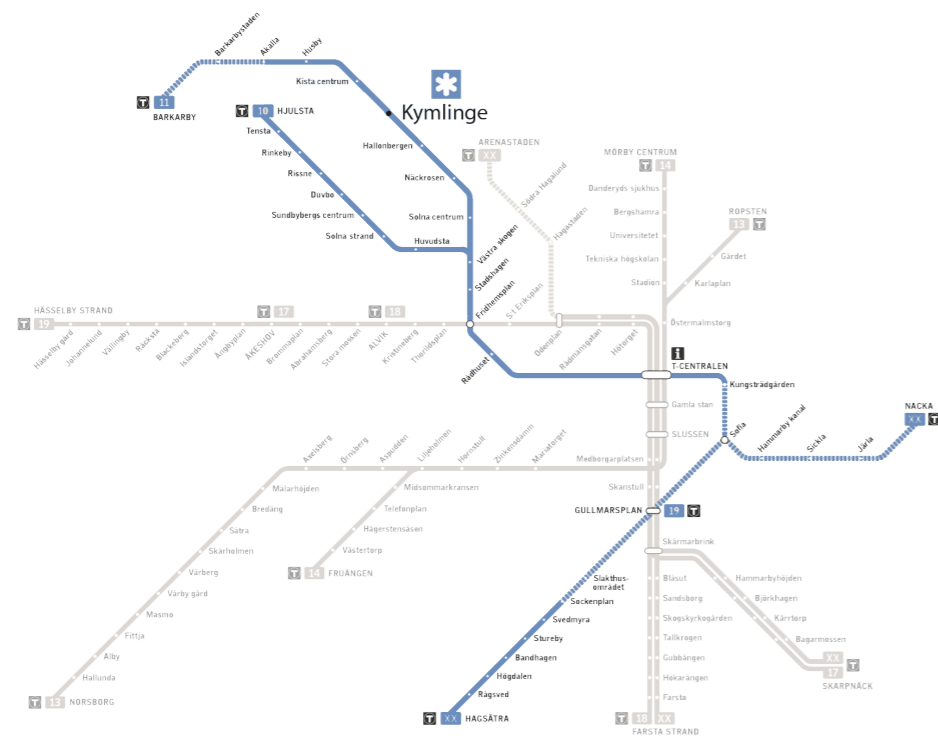 Barkarbystaden
Akalla
Husby
Kista centrum
T 11
BARKARBY
T 10 HJULSTA
Kymlinge
Tensta
Rinkeby
Rissne
Duvbo
Sundbybergs centrum
Solna strand
Huvudsta
Hallonbergen
Näckrosen
Solna centrum
Västra skogen
Stadshagen
Fridhemsplan
Rådhuset
ARENASTADEN
T XX
Södra Hagalund
Hagastaden
MÖRBY CENTRUM
T 14
Danderyds sjukhus
Bergshamra
Universitetet
Tekniska högskolan
Stadion
ROPSTEN
13 T
Gärdet
Karlaplan
Östermalmstorg
HÄSSELBY STRAND
T 19
Hässelby gård
Johannelund
Vällingby
Råcksta
Blackeberg
Islandstorget
Ängbyplan
T 17
ÅKESHOV
Brommaplan
Abrahamsberg
Stora mossen
T 18
ALVIK
Kristineberg
Thorildsplan
S:t Eriksplan
Odenplan
Rådmansgatan
Hötorget
i
T-CENTRALEN
Kungsträdgården
Gamla stan
SLUSSEN
Sofia
Hammarby kanal
Sickla
Järla
NACKA
XX T
Medborgarplatsen
Skanstull
GULLMARSPLAN 19 T
Axelsberg
Örnsberg
Aspudden
Liljeholmen
Hornstull
Zinkensdamm
Mariatorget
Mälarhöjden
Bredäng
Sätra
Skärholmen
Vårberg
Vårby gård
Masmo
Fittja
Alby
Hallunda
T 13 NORSBORG
Midsommarkransen
Telefonplan
Hägerstensåsen
Västertorp
T 14 FRUÄNGEN
Slakthus-
området
Sockenplan
Svedmyra
Stureby
Bandhagen
Högdalen
Rågsved
T XX HAGSÄTRA
Skärmarbrink
Blåsut
Sandsborg
Skogskyrkogården
Tallkrogen
Gubbängen
Hökarängen
Farsta
T 18 XX
FARSTA STRAND
Hammarbyhöjden
Björkhagen
Kärrtorp
Bagarmossen
XX
17 T
SKARPNÄCK